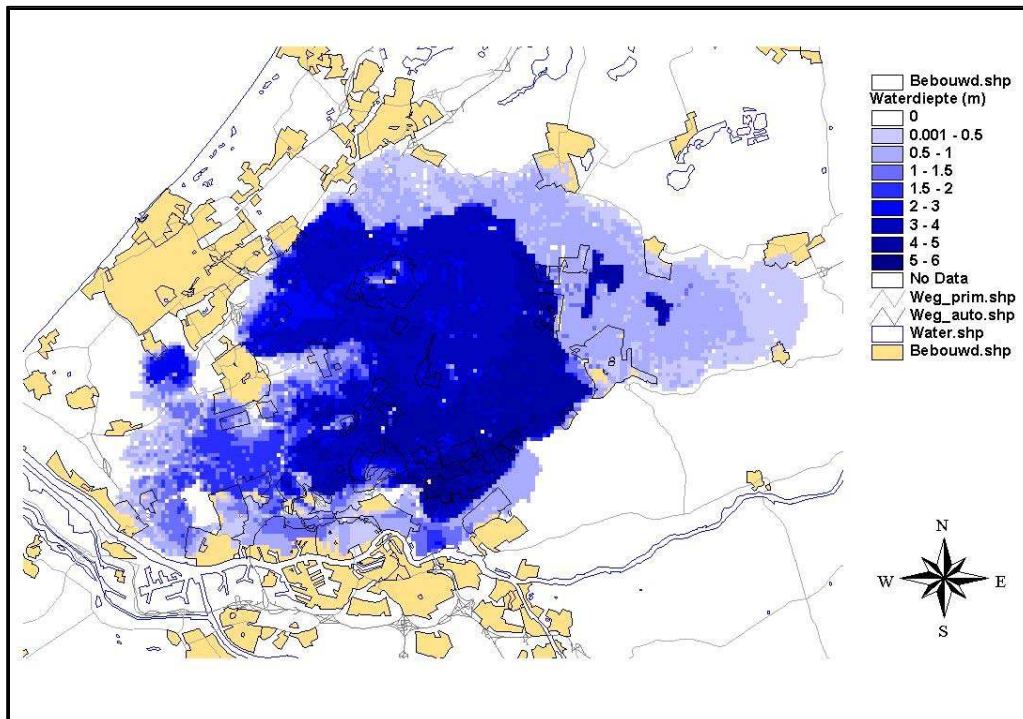 Bebouwd.shp
Waterdiepte (m)
0
0.001 - 0.5
0.5 - 1
1 - 1.5
1.5 - 2
2 - 3
3 - 4
4 - 5
5 - 6
No Data
Weg_prim.shp
Weg_auto.shp
Water.shp
Bebouwd.shp
N
W E
S